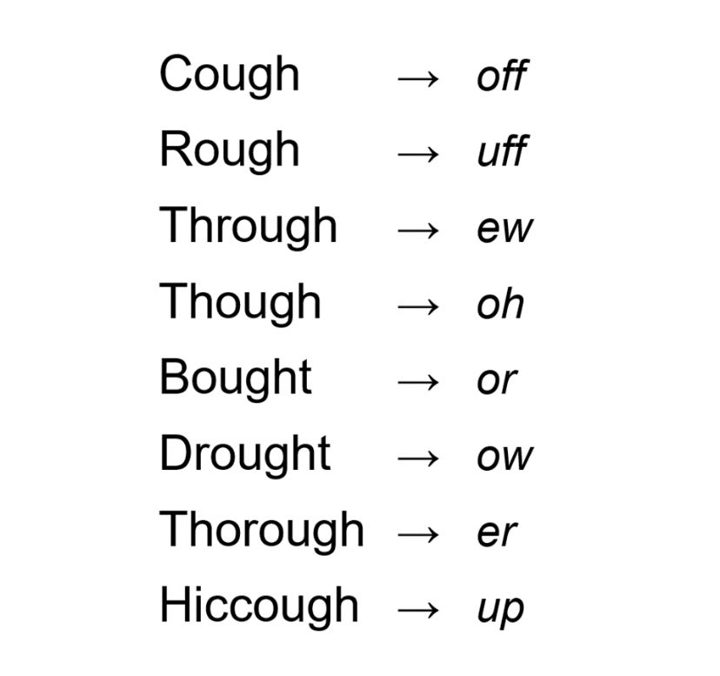 Cough → off
Rough → uff
Through → ew
Though → oh
Bought → or
Drought → ow
Thorough → er
Hiccough → up